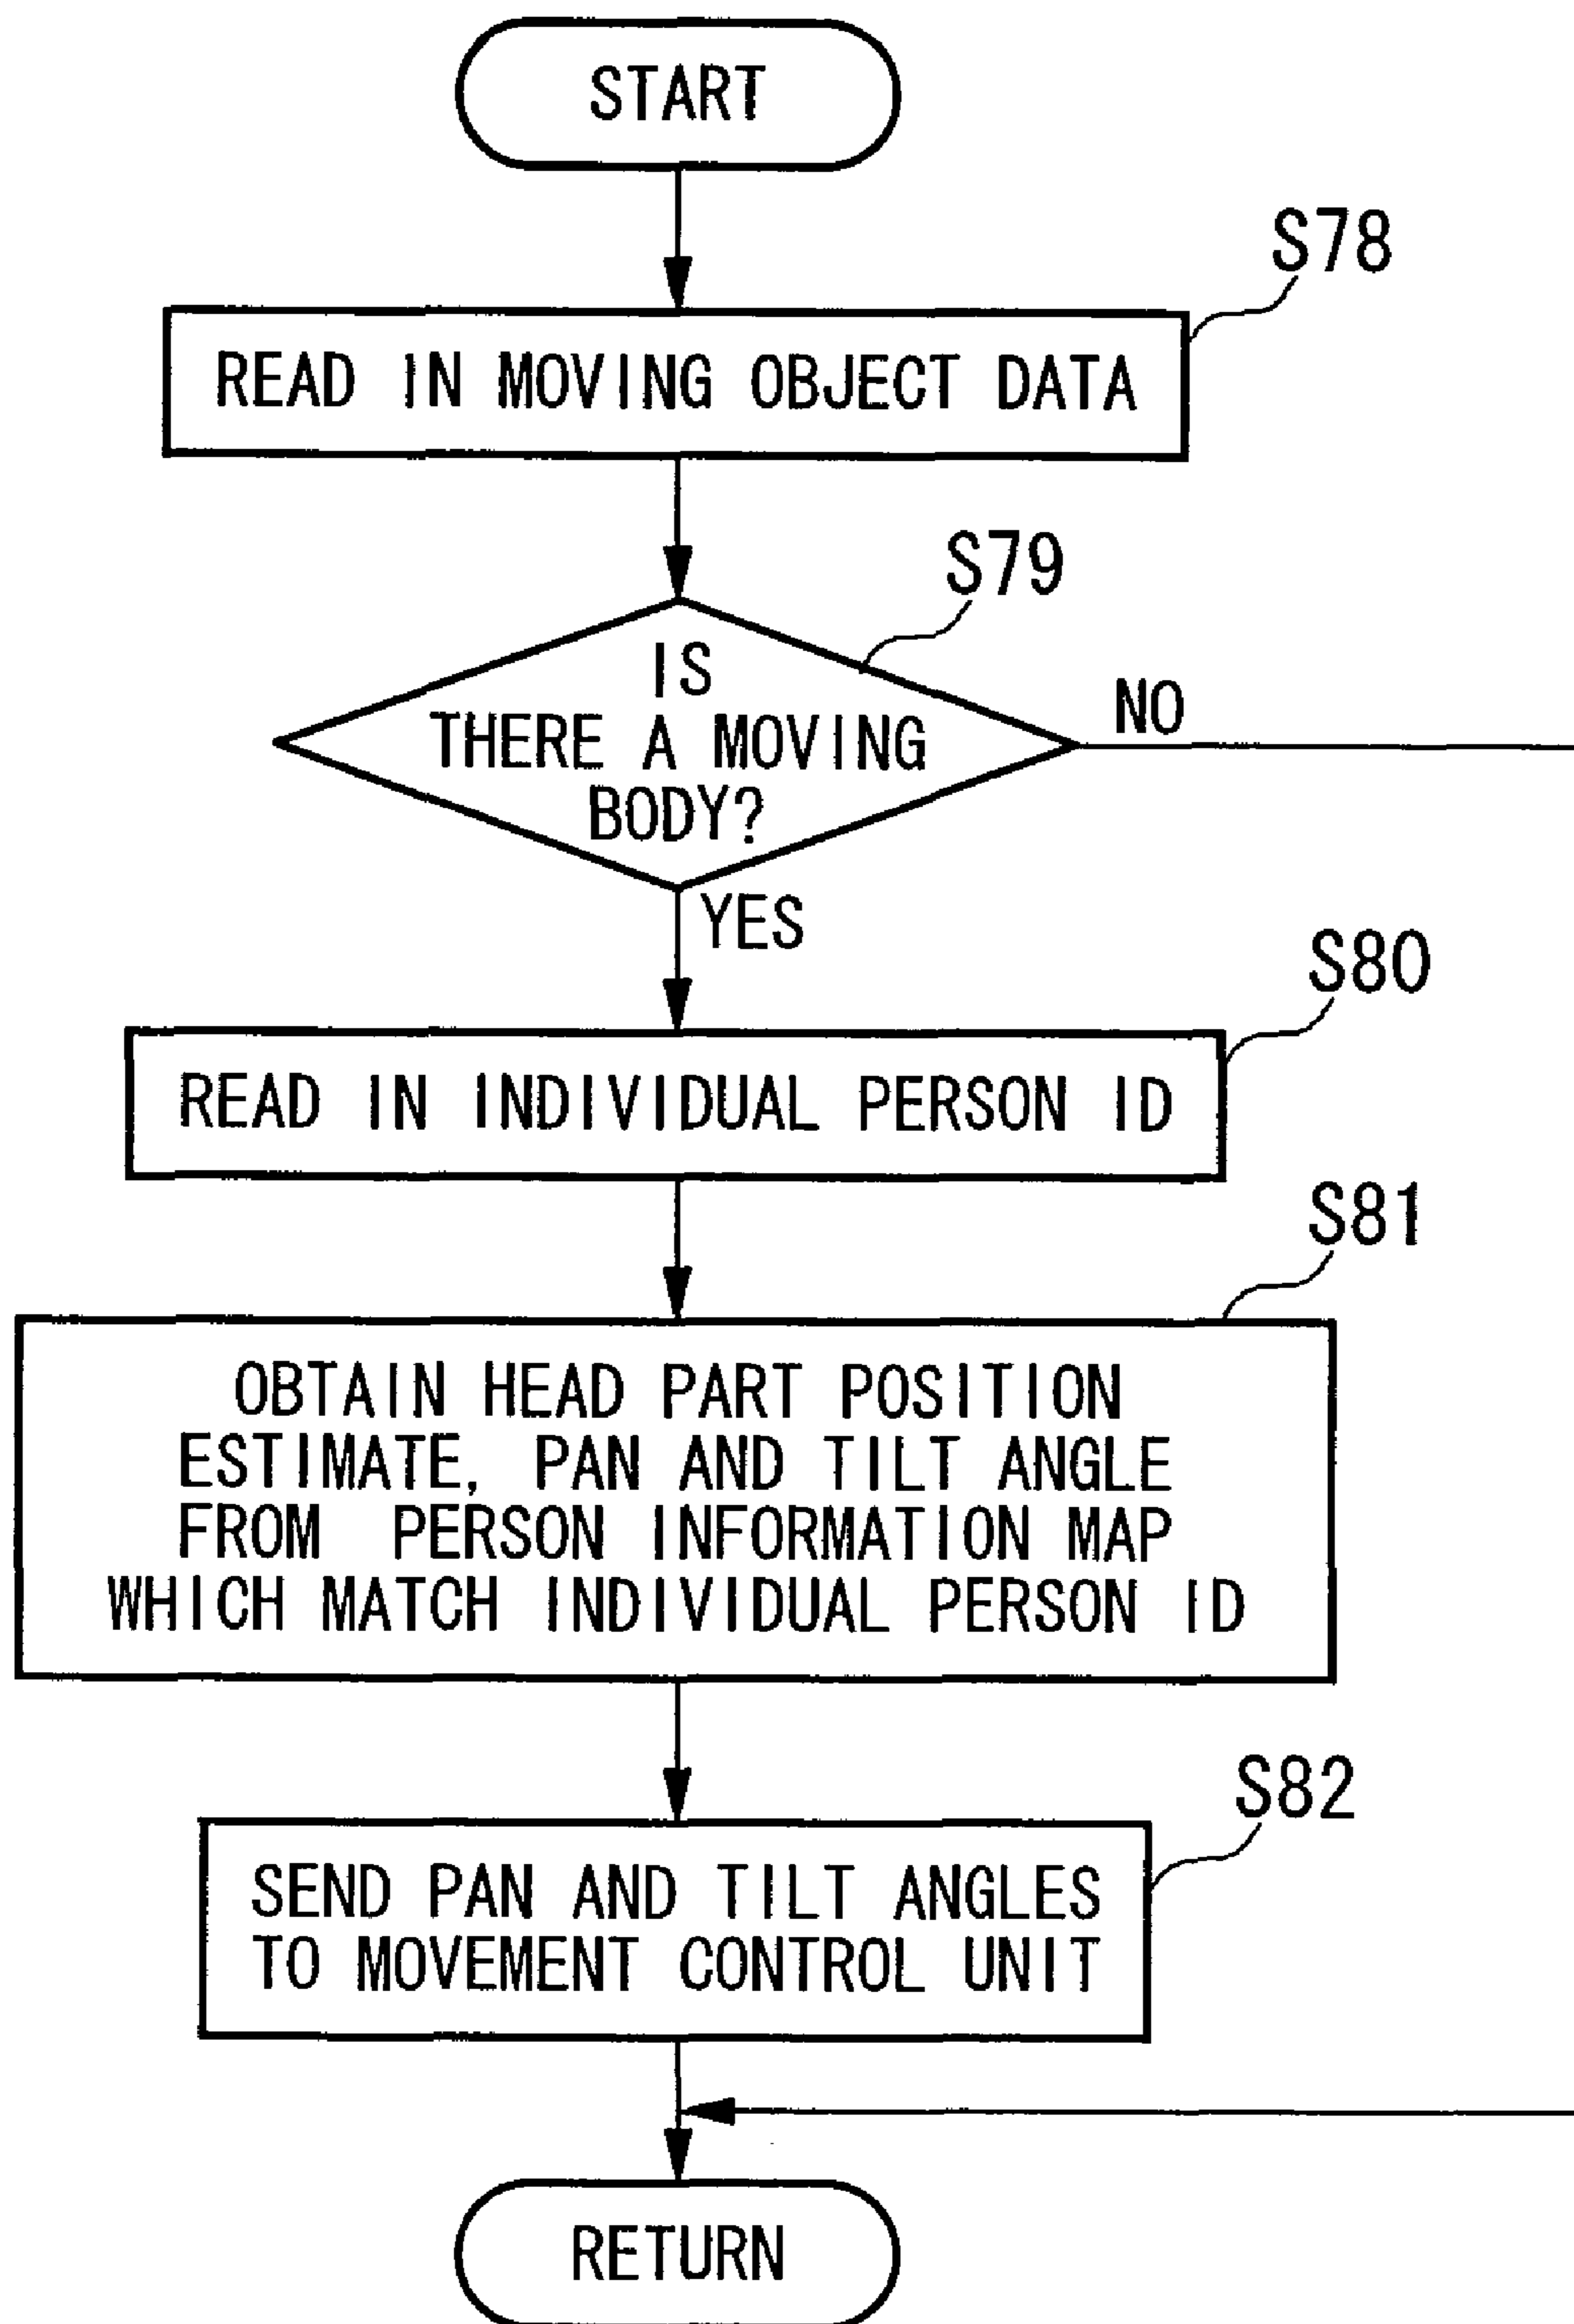 START
S78
READ IN MOVING OBJECT DATA
S79
IS
THERE A MOVING
BODY?
NO
YES
S80
READ IN INDIVIDUAL PERSON ID
S81
OBTAIN HEAD PART POSITION
ESTIMATE, PAN AND TILT ANGLE
FROM PERSON INFORMATION MAP
WHICH MATCH INDIVIDUAL PERSON ID
S82
SEND PAN AND TILT ANGLES
TO MOVEMENT CONTROL UNIT
RETURN